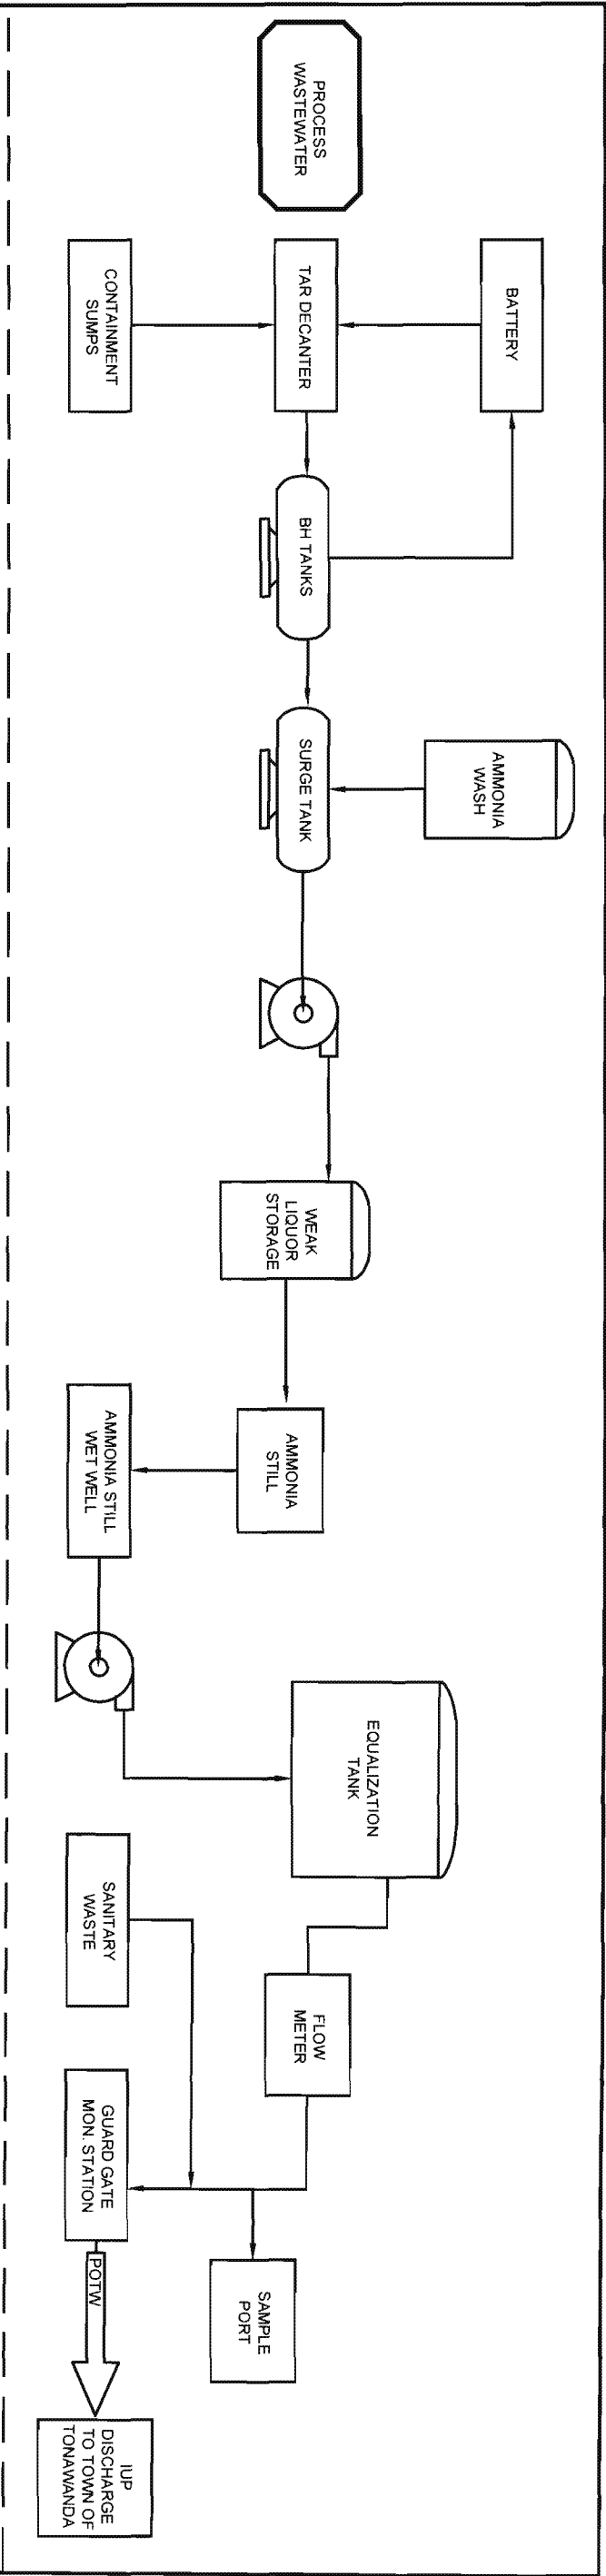 PROCESS
WASTEWATER
BATTERY
TAR DECANTER
CONTAINMENT
SUMPS
BH TANKS
AMMONIA
WASH
SURGE TANK
WEAK
LIQUOR
STORAGE
AMMONIA
STILL
AMMONIA STILL
WET WELL
EQUALIZATION
TANK
SANITARY
WASTE
FLOW
METER
GUARD GATE
MON. STATION
SAMPLE
PORT
POTW
IUP
DISCHARGE
TO TOWN OF
TONAWANDA